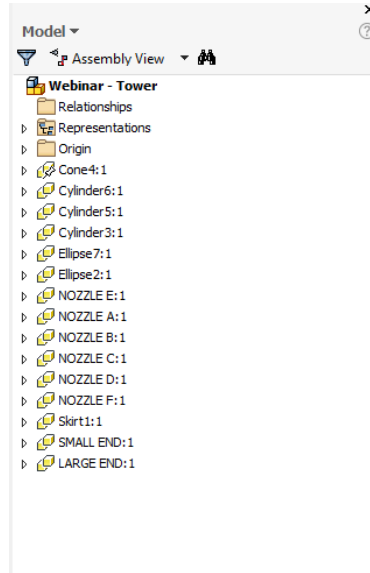 Model
Assembly View
Webinar - Tower
Relationships
Representations
Origin
Cone4:1
Cylinder6:1
Cylinder5:1
Cylinder3:1
Ellipse7:1
Ellipse2:1
NOZZLE E:1
NOZZLE A:1
NOZZLE B:1
NOZZLE C:1
NOZZLE D:1
NOZZLE F:1
Skirt1:1
SMALL END:1
LARGE END:1